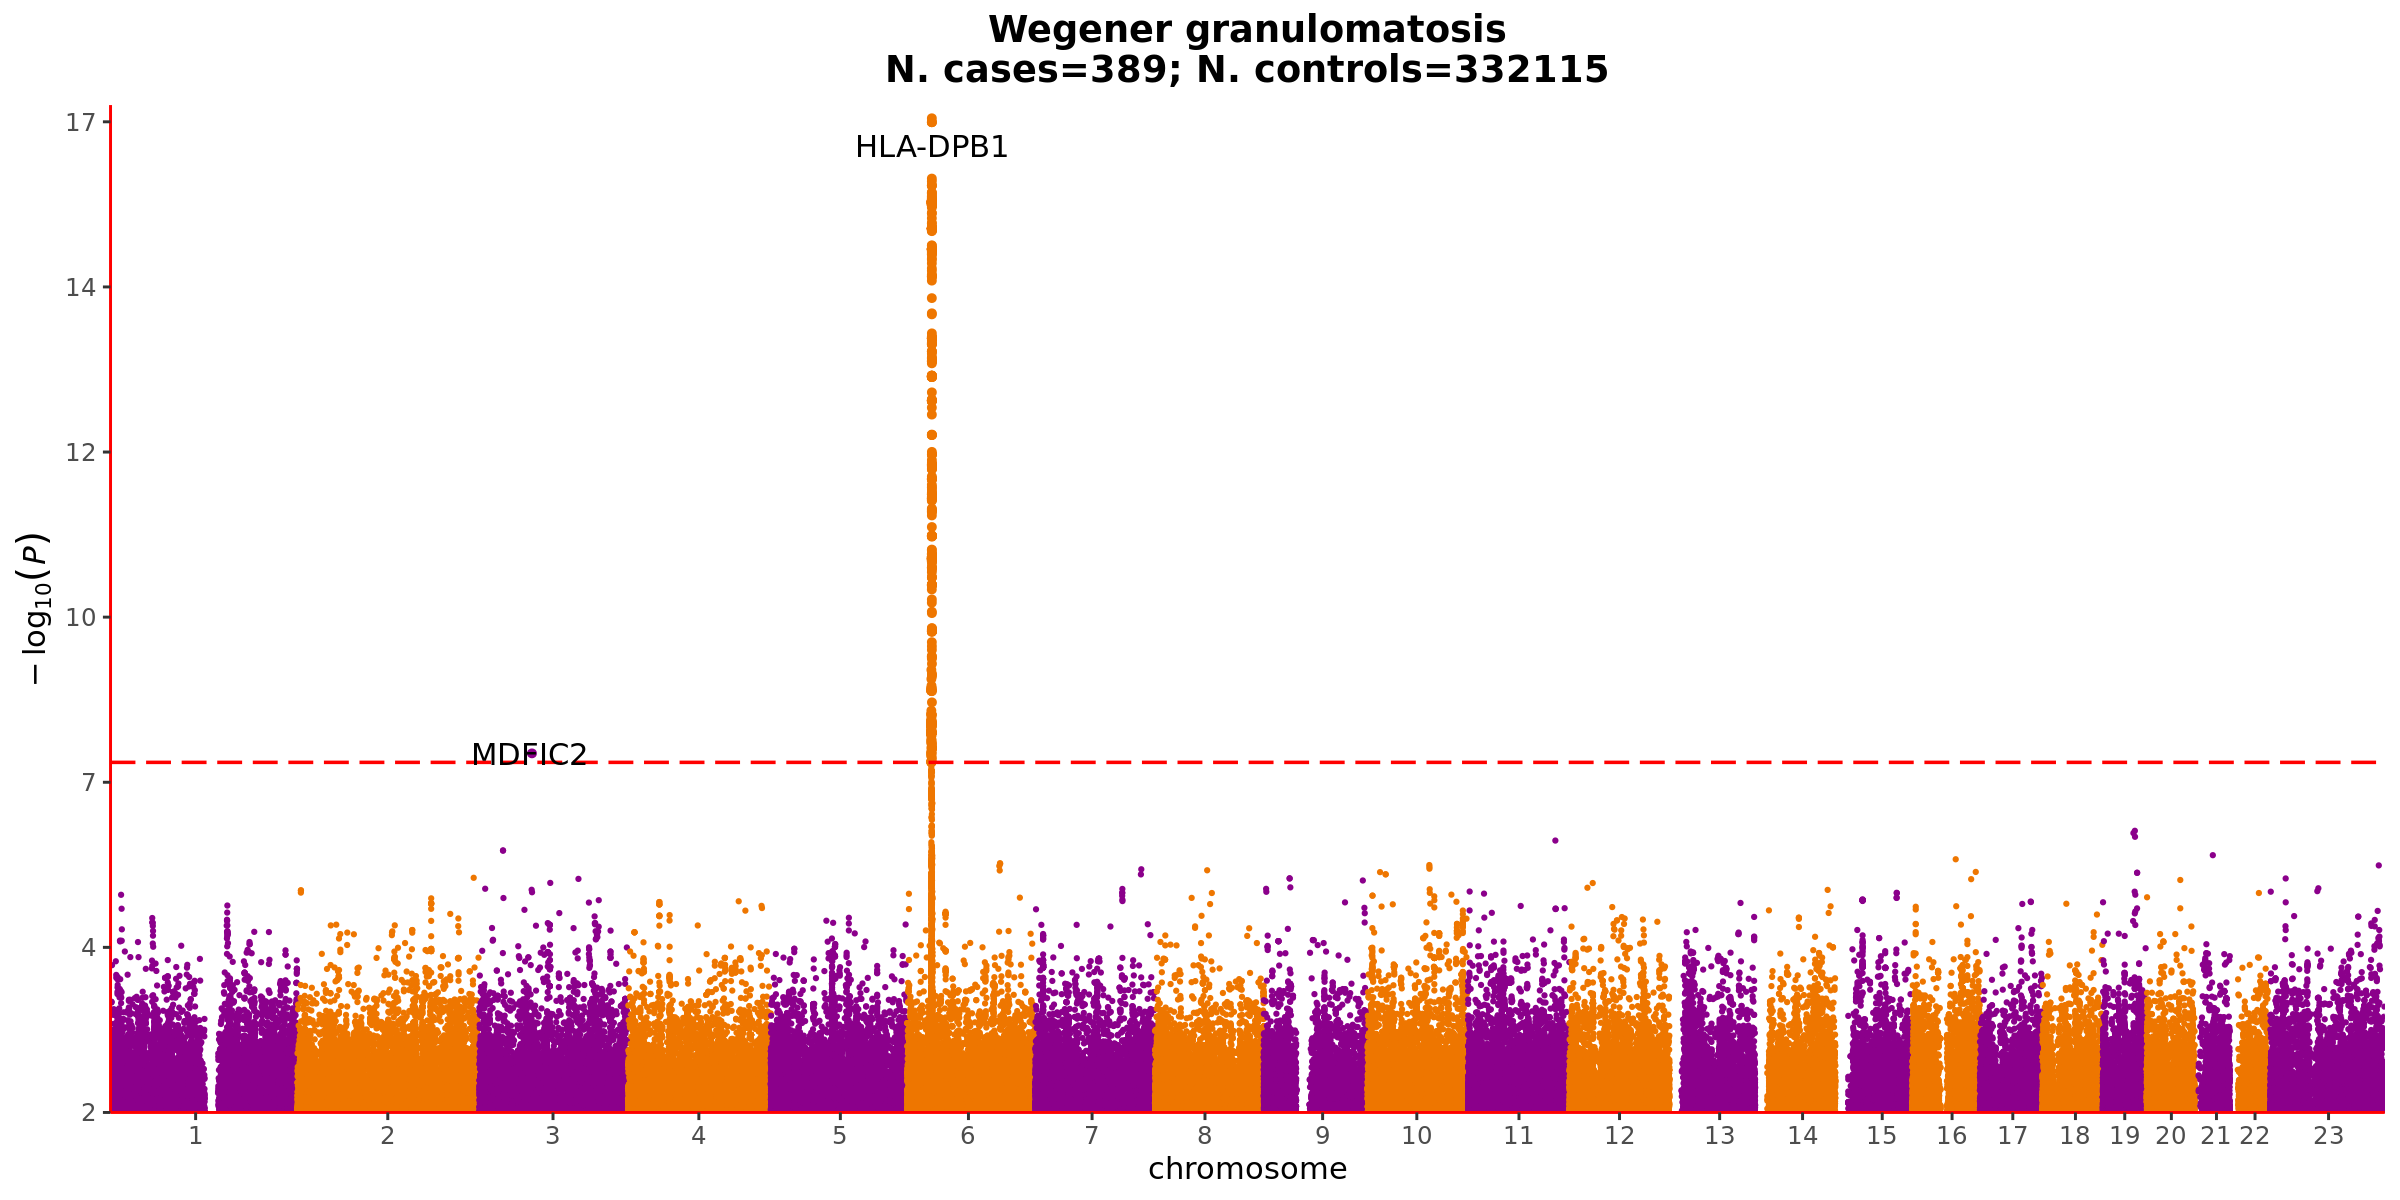 Wegener granulomatosis
N. cases=389; N. controls=332115
17
HLA-DPB1
14
12
10
−log10(P)
MDFIC2
7
4
2
1 2 3 4 5 6 7 8 9 10 11 12 13 14 15 16 17 18 19 20 21 22 23
chromosome